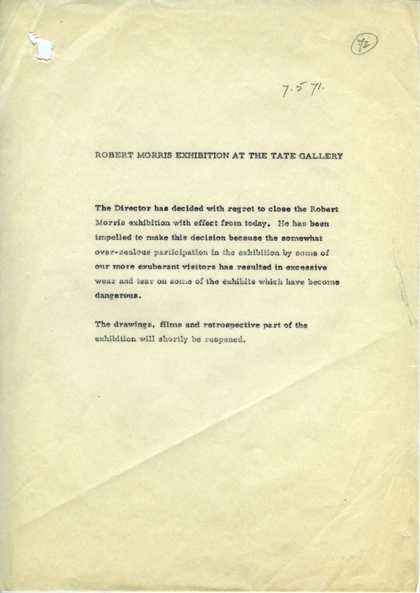 72
7.5.71.
ROBERT MORRIS EXHIBITION AT THE TATE GALLERY
The Director has decided with regret to close the Robert
Morris exhibition with effect from today. He has been
impelled to make this decision because the somewhat
over-zealous participation in the exhibition by some of
our more exuberant visitors has resulted in excessive
wear and tear on some of the exhibits which have become
dangerous.
The drawings, films and retrospective part of the
exhibition will shortly be reopened.